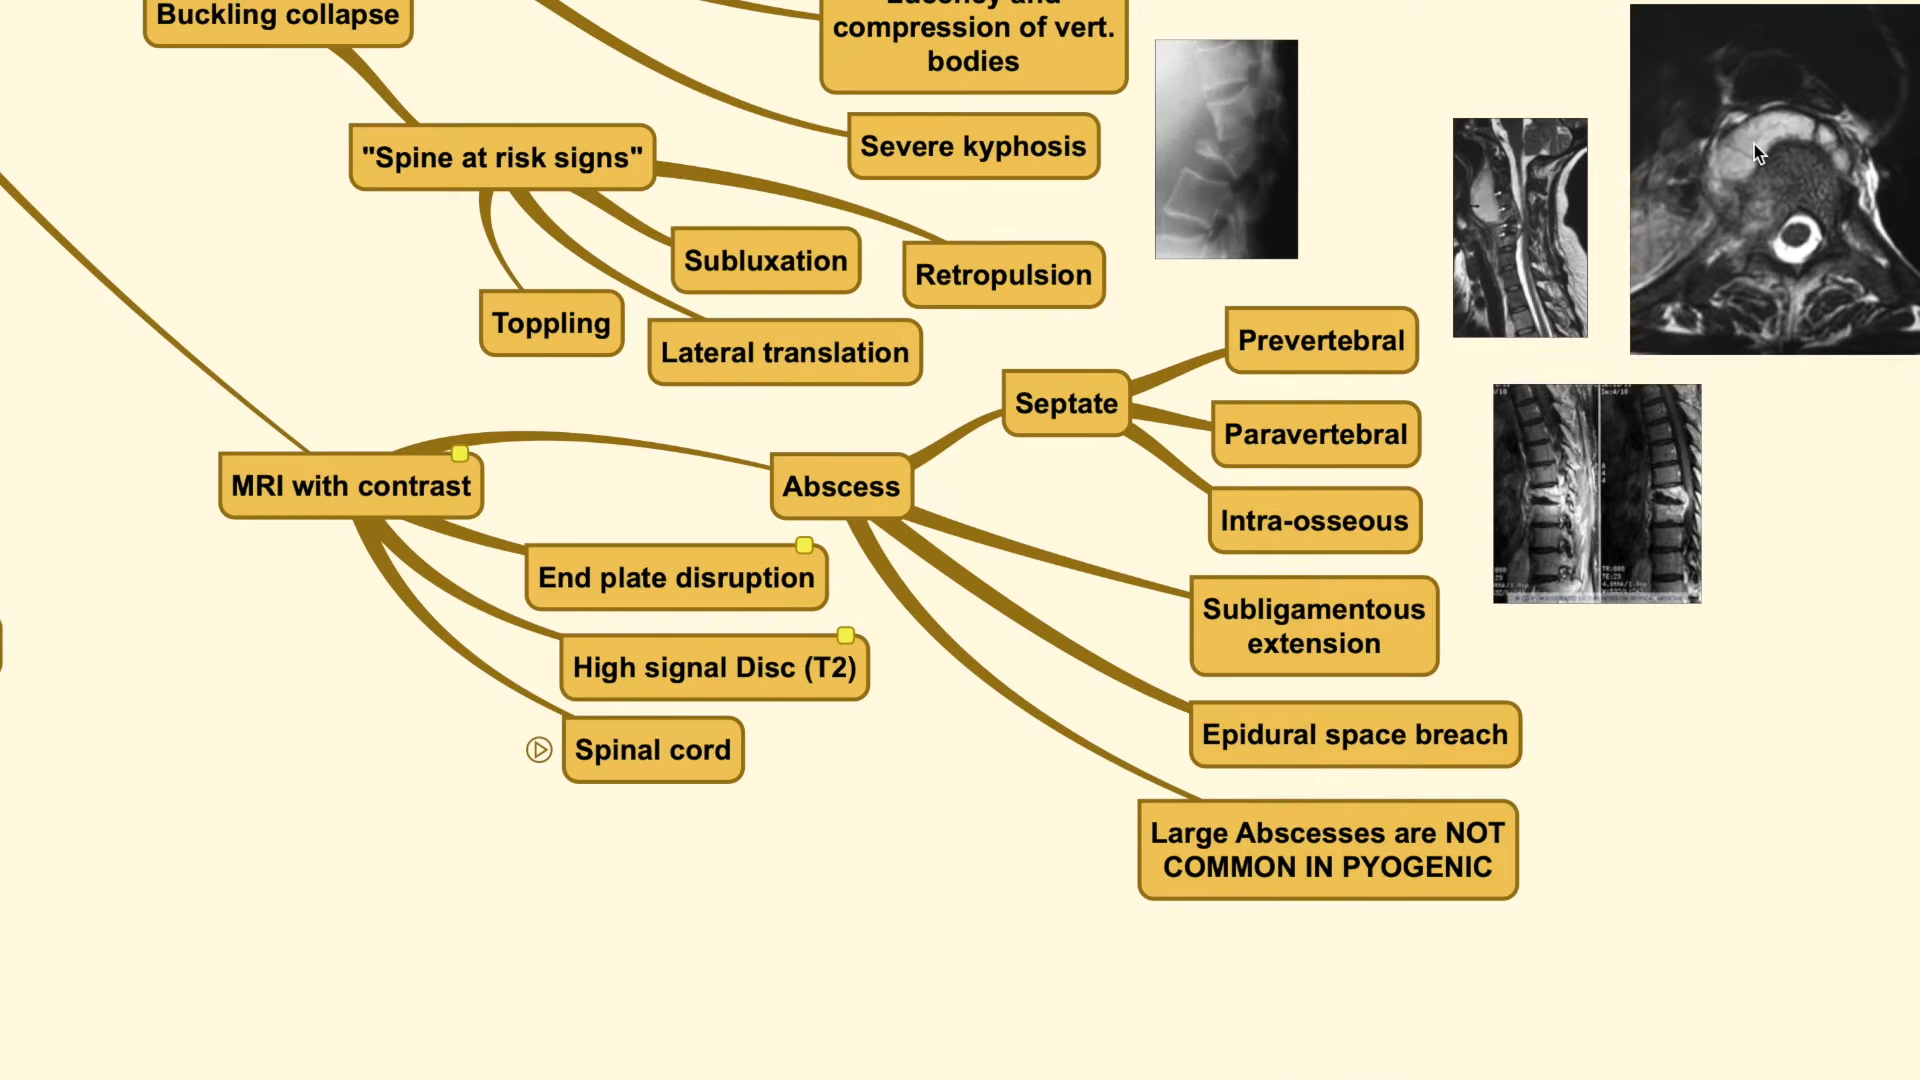 Buckling collapse
compression of vert.
bodies
Severe kyphosis
"Spine at risk signs"
Subluxation
Retropulsion
Toppling
Lateral translation
Prevertebral
Septate
Paravertebral
MRI with contrast
Abscess
Intra-osseous
End plate disruption
Subligamentous
extension
High signal Disc (T2)
Spinal cord
Epidural space breach
Large Abscesses are NOT
COMMON IN PYOGENIC